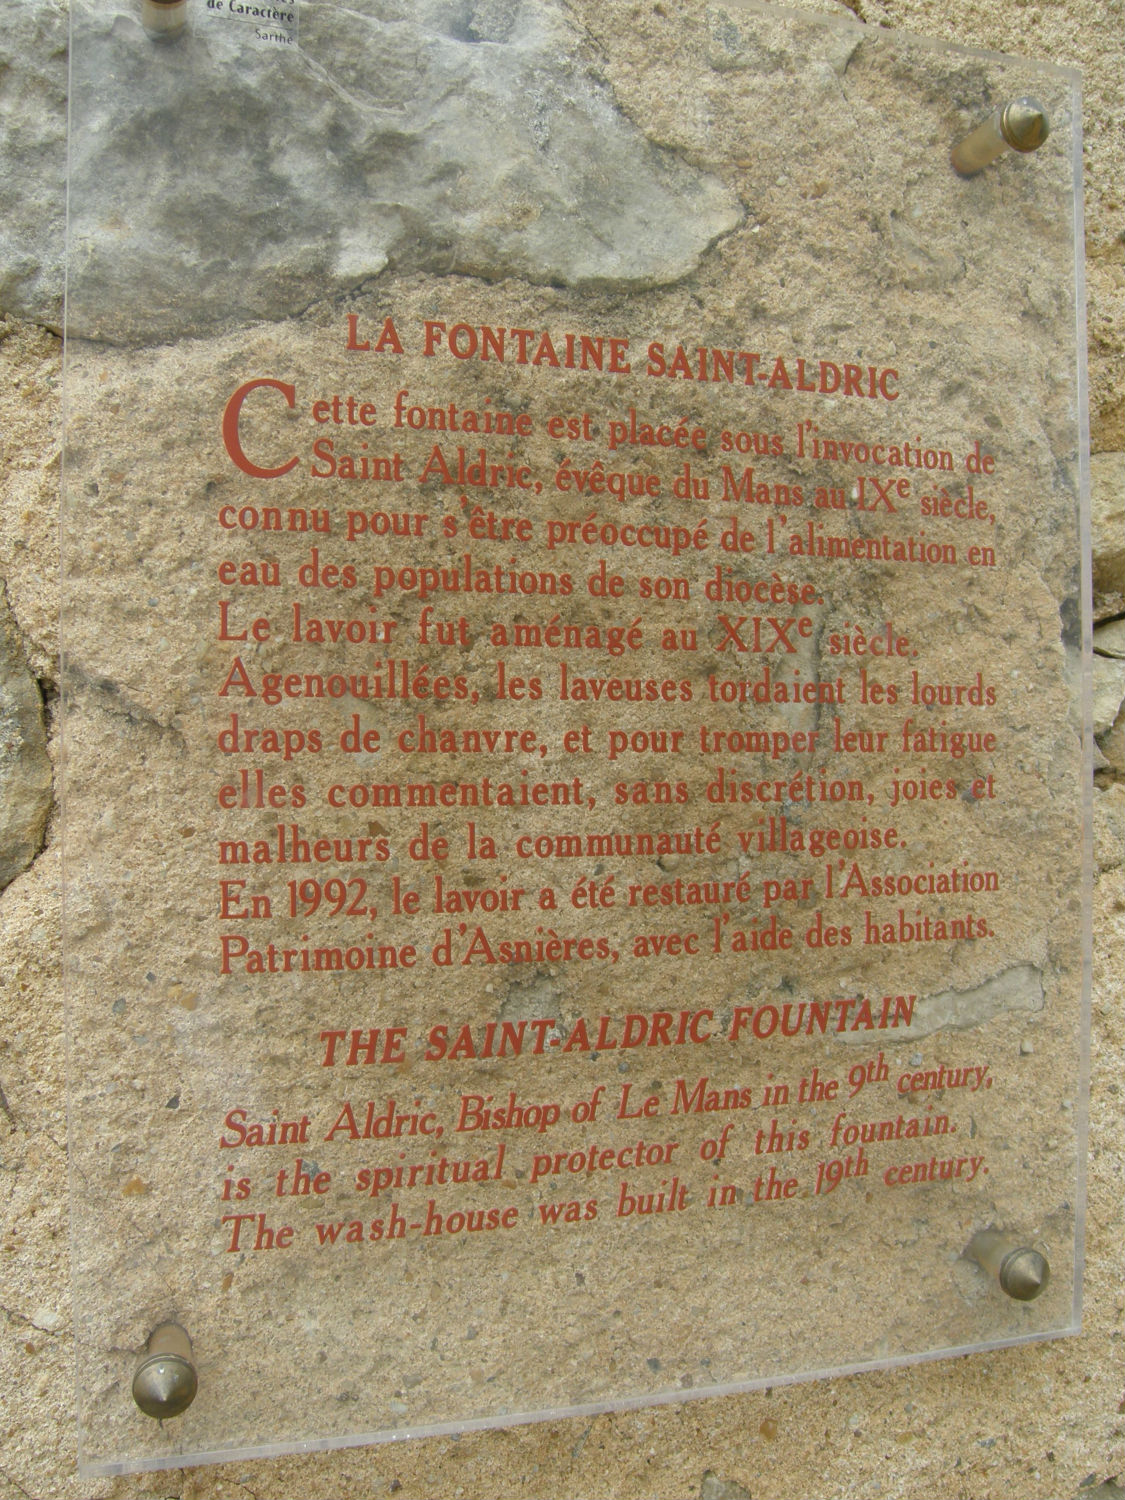 de Caractère
Sarthe
LA FONTAINE SAINT-ALDRIC
Cette fontaine est placée sous l'invocation de
Saint Aldric, évêque du Mans au IXe siècle,
connu pour s'être préoccupé de l'alimentation en
eau des populations de son diocèse.
Le lavoir fut aménagé au XIXe siècle.
Agenouillées, les laveuses tordaient les lourds
draps de chanvre, et pour tromper leur fatigue
elles commentaient, sans discrétion, joies et
malheurs de la communauté villageoise.
En 1992, le lavoir a été restauré par l'Association
Patrimoine d'Asnières, avec l'aide des habitants.
THE SAINT-ALDRIC FOUNTAIN
Saint Aldric, Bishop of Le Mans in the 9th century,
is the spiritual protector of this fountain.
The wash-house was built in the 19th century.